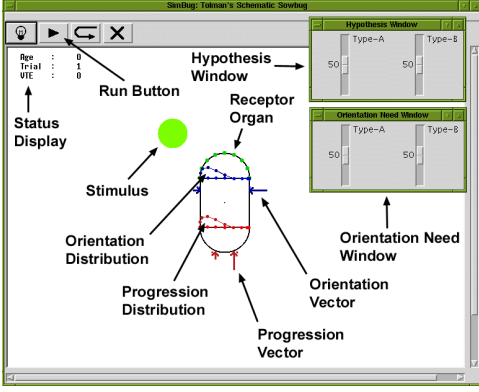 SimBug: Tolman's Schematic Sowbug
Age : 0
Trial : 1
VTE : 0
Run Button
Status
Display
Hypothesis
Window
Hypothesis Window
Type-A
Type-B
50
50
Receptor
Organ
Orientation Need Window
Type-A
Type-B
50
50
Stimulus
Orientation
Distribution
Orientation Need
Window
Orientation
Vector
Progression
Distribution
Progression
Vector